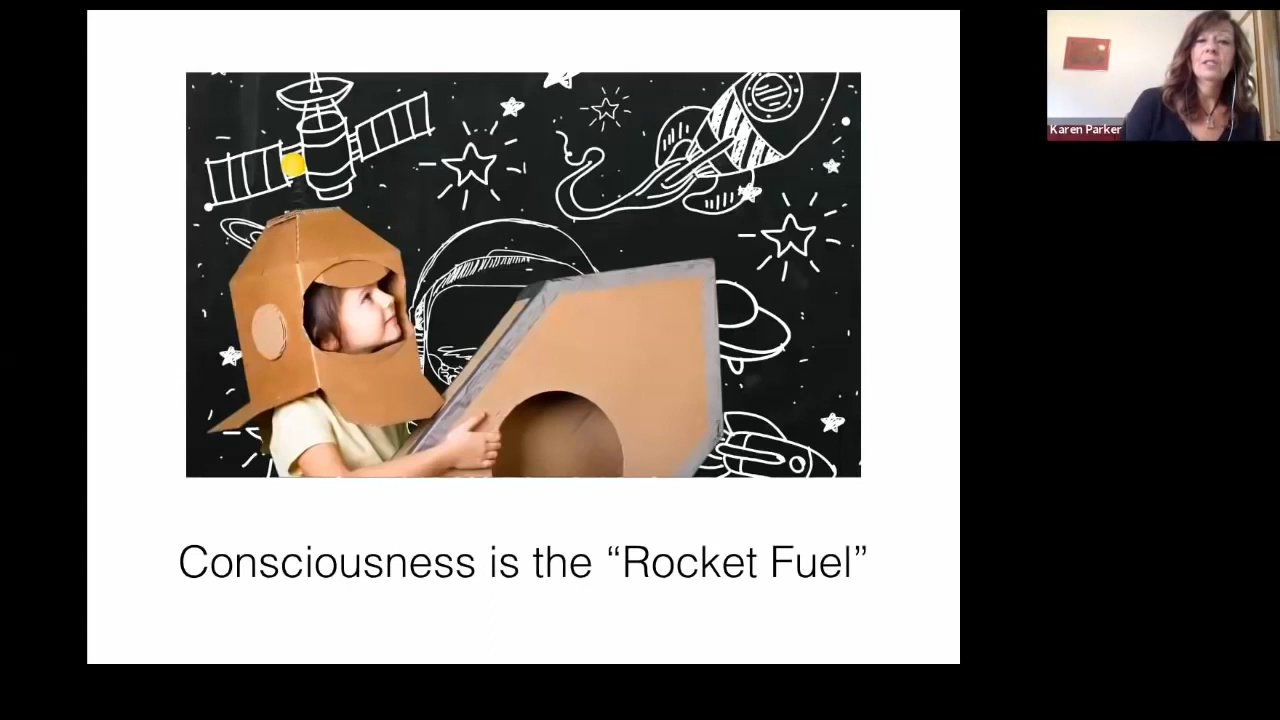 Karen Parker
Consciousness is the “Rocket Fuel”